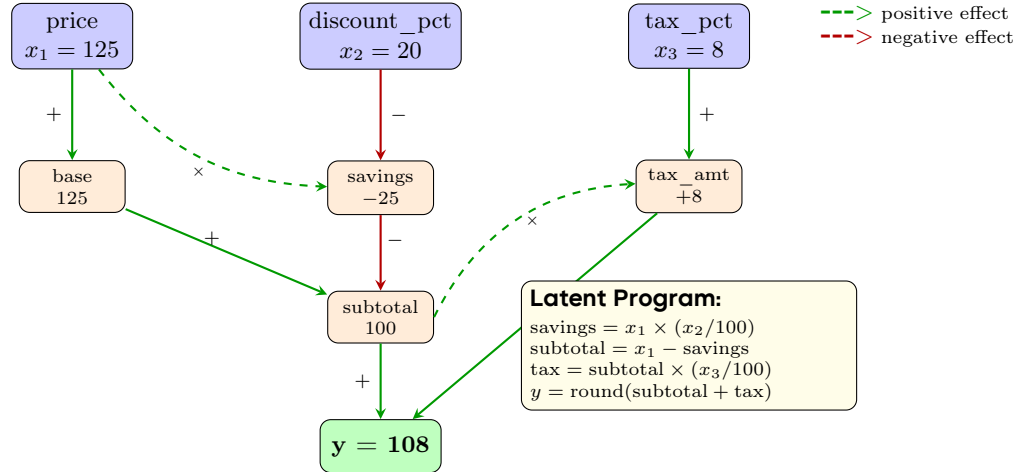 price
x₁ = 125
discount_pct
x₂ = 20
tax_pct
x₃ = 8
positive effect
negative effect
+
−
+
×
base
125
savings
−25
tax_amt
+8
+
−
×
subtotal
100
+
Latent Program:
savings = x₁ × (x₂/100)
subtotal = x₁ − savings
tax = subtotal × (x₃/100)
y = round(subtotal + tax)
y = 108